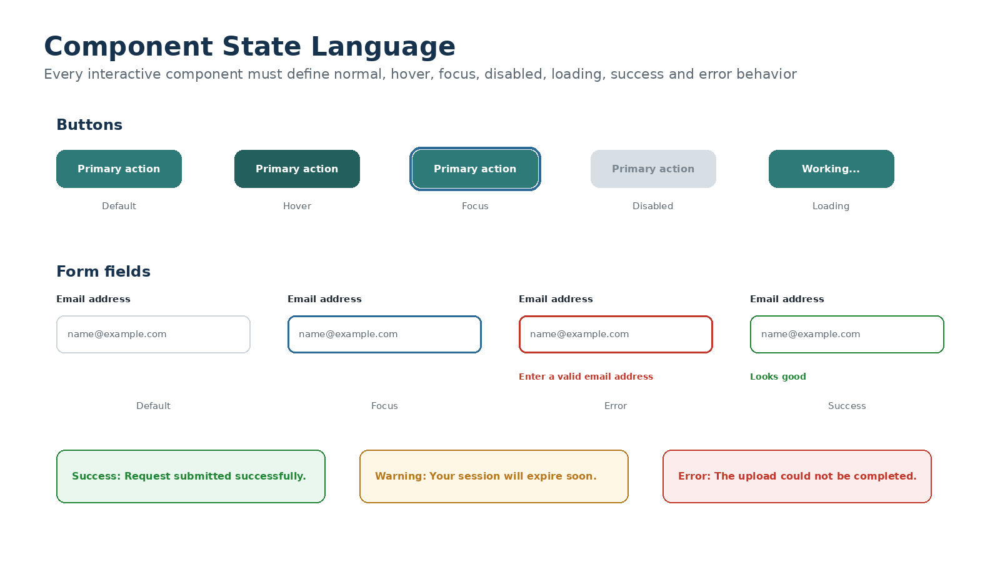 Component State Language
Every interactive component must define normal, hover, focus, disabled, loading, success and error behavior
Buttons
Primary action
Primary action
Primary action
Primary action
Working...
Default
Hover
Focus
Disabled
Loading
Form fields
Email address
Email address
Email address
Email address
name@example.com
name@example.com
name@example.com
name@example.com
Enter a valid email address
Looks good
Default
Focus
Error
Success
Success: Request submitted successfully.
Warning: Your session will expire soon.
Error: The upload could not be completed.